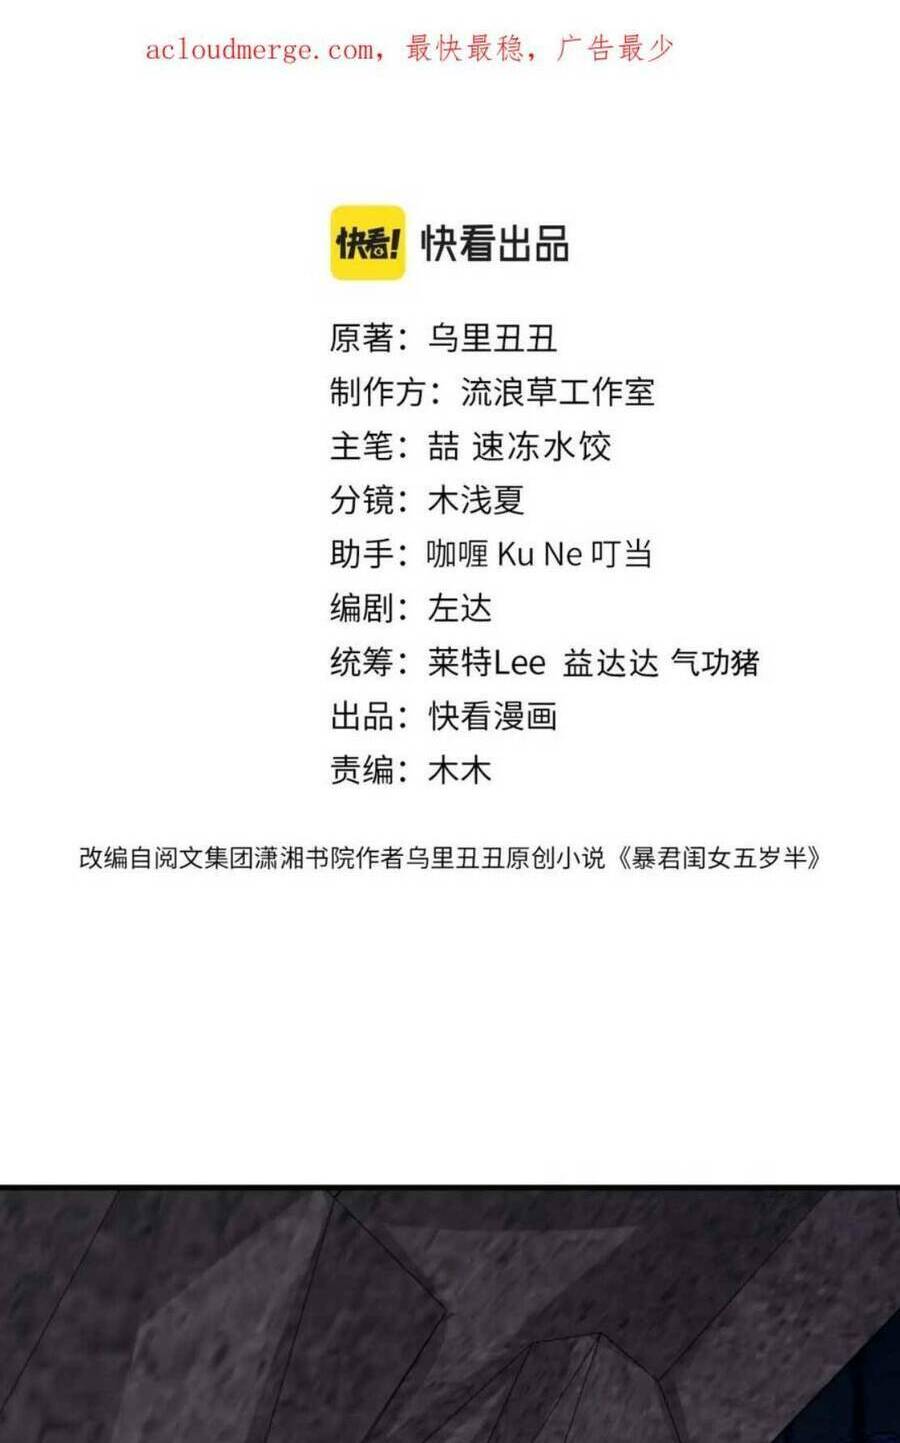 acloudmerge.com，最快最稳，广告最少
快看! 快看出品
原著：乌里丑丑
制作方：流浪草工作室
主笔：喆 速冻水饺
分镜：木浅夏
助手：咖喱 Ku Ne 叮当
编剧：左达
统筹：莱特Lee 益达达 气功猪
出品：快看漫画
责编：木木
改编自阅文集团潇湘书院作者乌里丑丑原创小说《暴君闺女五岁半》